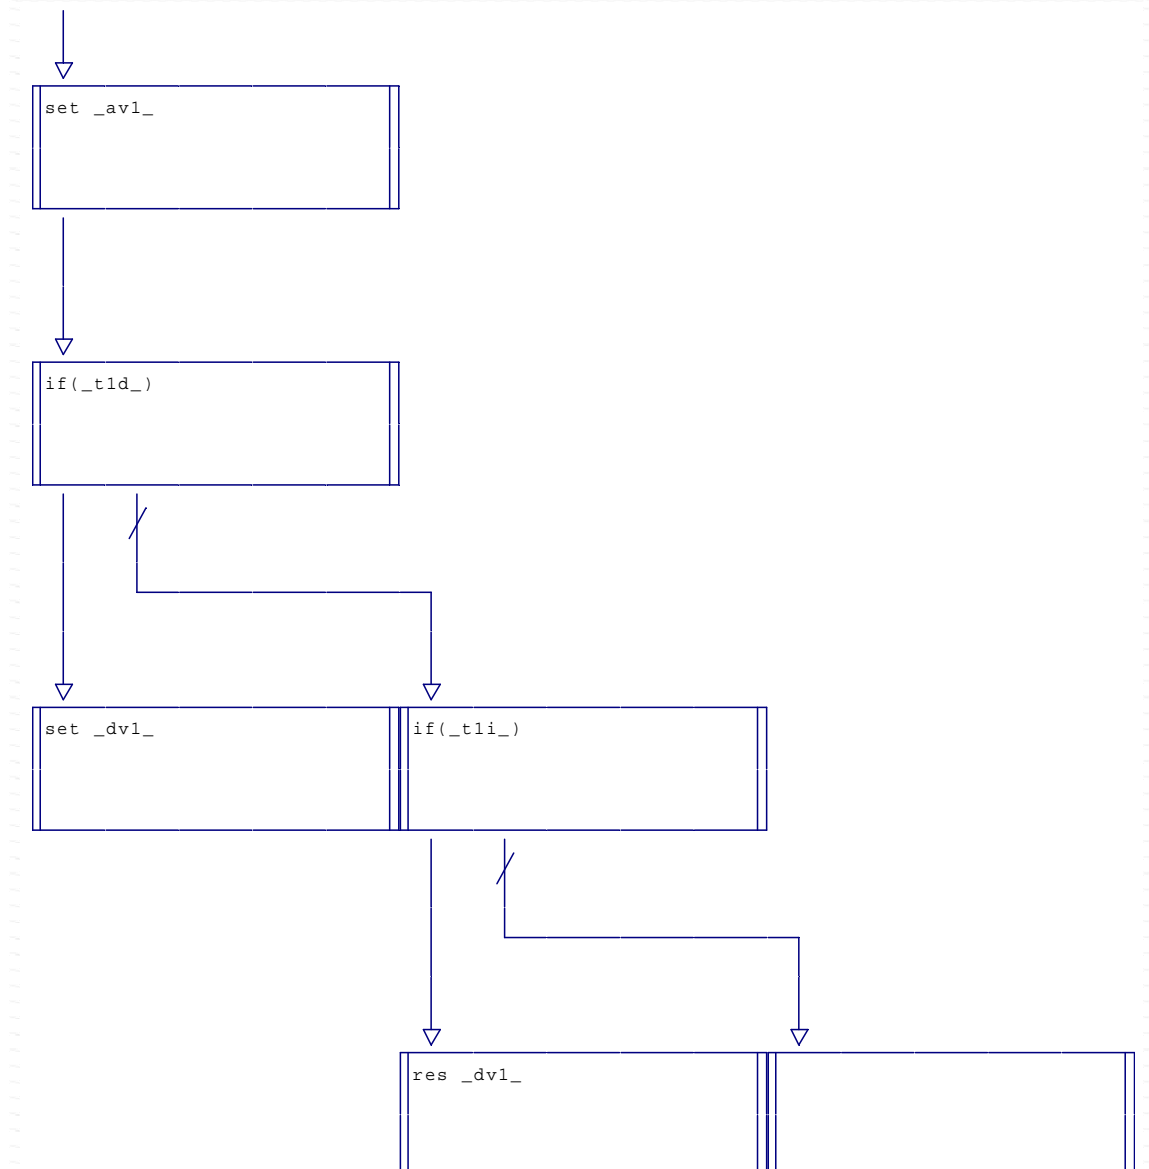 set _av1_
if(_t1d_)
set _dv1_
if(_t1i_)
res _dv1_